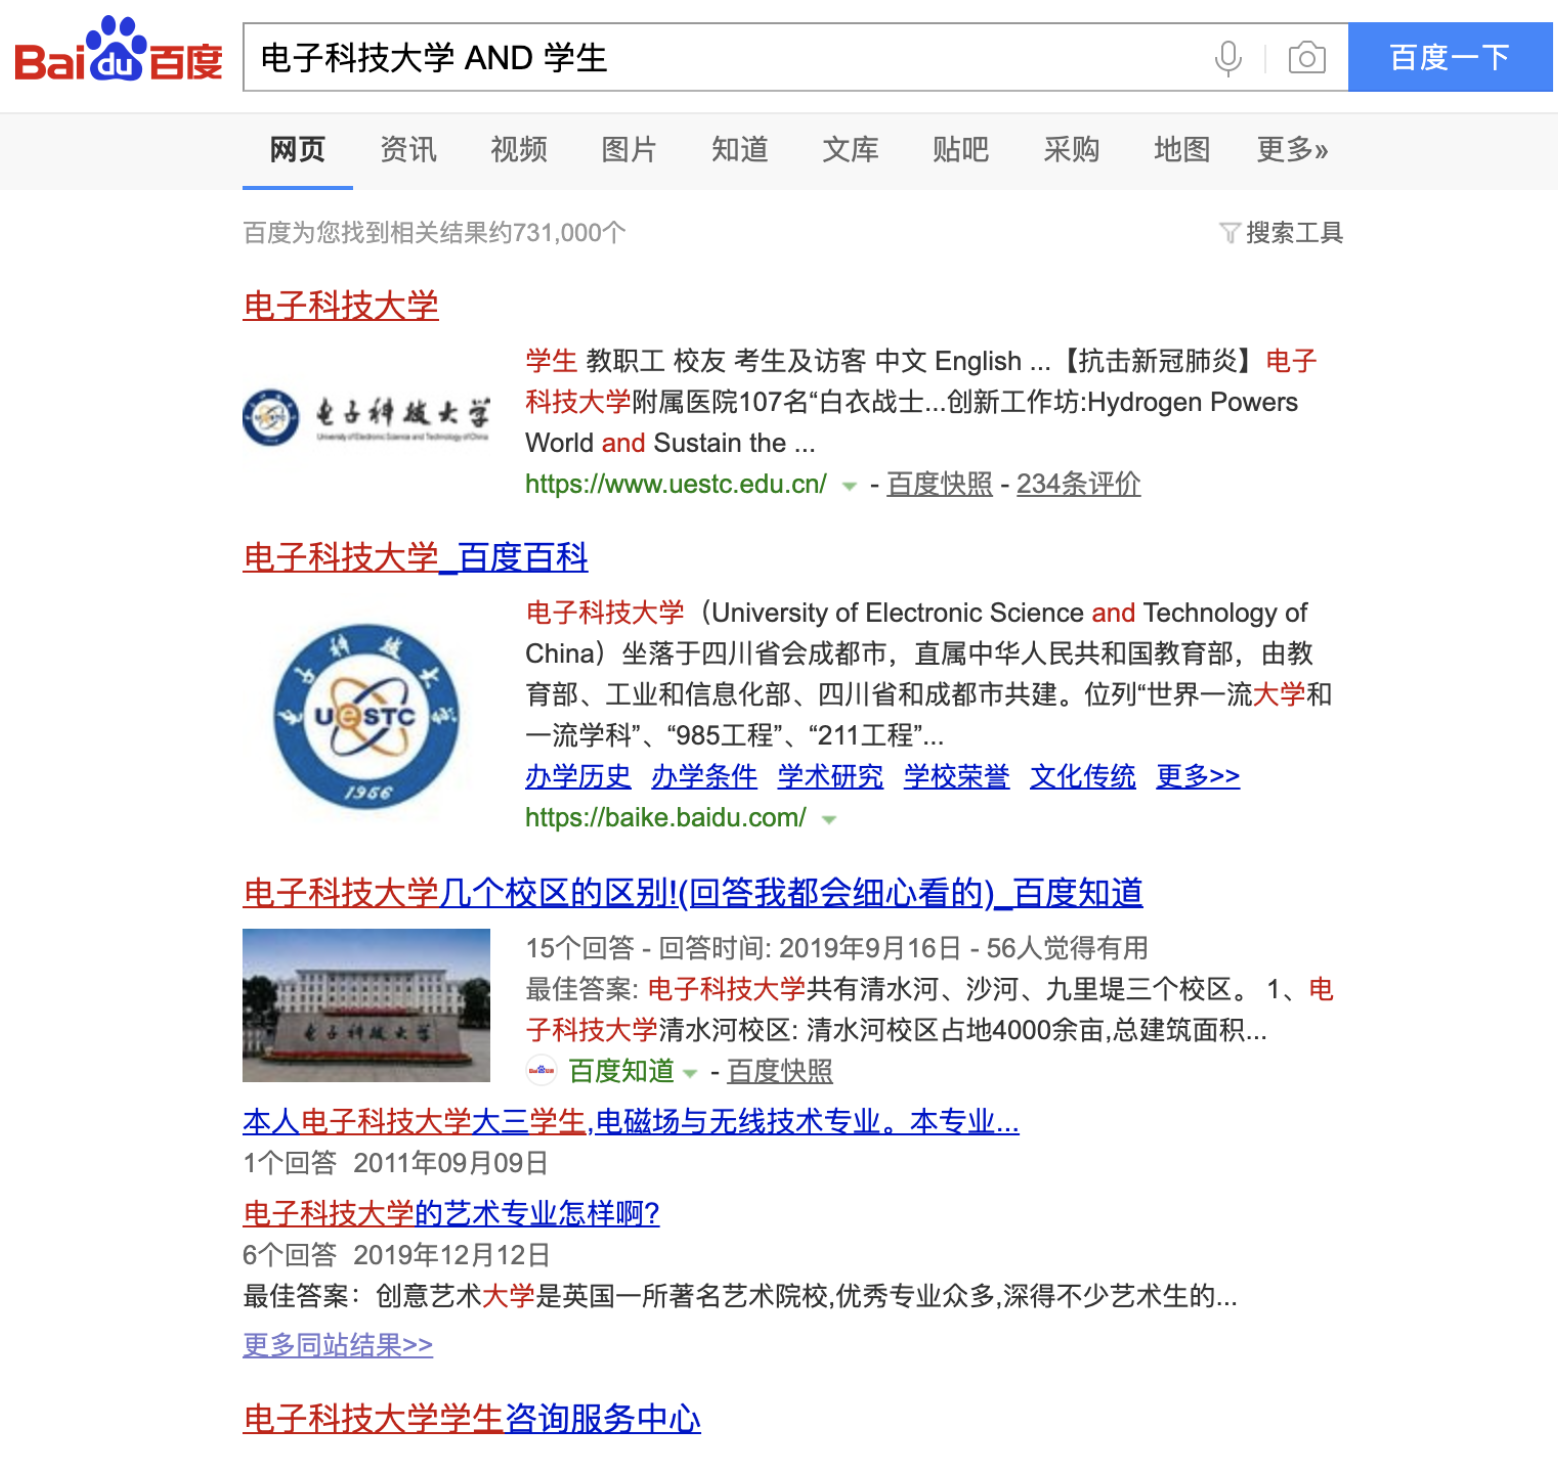 Bai du 百度
电子科技大学 AND 学生
百度一下
网页 资讯 视频 图片 知道 文库 贴吧 采购 地图 更多»
百度为您找到相关结果约731,000个
搜索工具
电子科技大学
电子科技大学
University of Electronic Science and Technology of China
学生 教职工 校友 考生及访客 中文 English ...【抗击新冠肺炎】电子
科技大学附属医院107名“白衣战士...创新工作坊:Hydrogen Powers
World and Sustain the ...
https://www.uestc.edu.cn/ - 百度快照 - 234条评价
电子科技大学_百度百科
电子科技大学
UESTC
1956
电子科技大学（University of Electronic Science and Technology of
China）坐落于四川省会成都市，直属中华人民共和国教育部，由教
育部、工业和信息化部、四川省和成都市共建。位列“世界一流大学和
一流学科”、“985工程”、“211工程”...
办学历史 办学条件 学术研究 学校荣誉 文化传统 更多>>
https://baike.baidu.com/
电子科技大学几个校区的区别!(回答我都会细心看的)_百度知道
电子科技大学
15个回答 - 回答时间: 2019年9月16日 - 56人觉得有用
最佳答案: 电子科技大学共有清水河、沙河、九里堤三个校区。 1、电
子科技大学清水河校区: 清水河校区占地4000余亩,总建筑面积...
百度知道 - 百度快照
本人电子科技大学大三学生,电磁场与无线技术专业。本专业...
1个回答 2011年09月09日
电子科技大学的艺术专业怎样啊?
6个回答 2019年12月12日
最佳答案：创意艺术大学是英国一所著名艺术院校,优秀专业众多,深得不少艺术生的...
更多同站结果>>
电子科技大学学生咨询服务中心